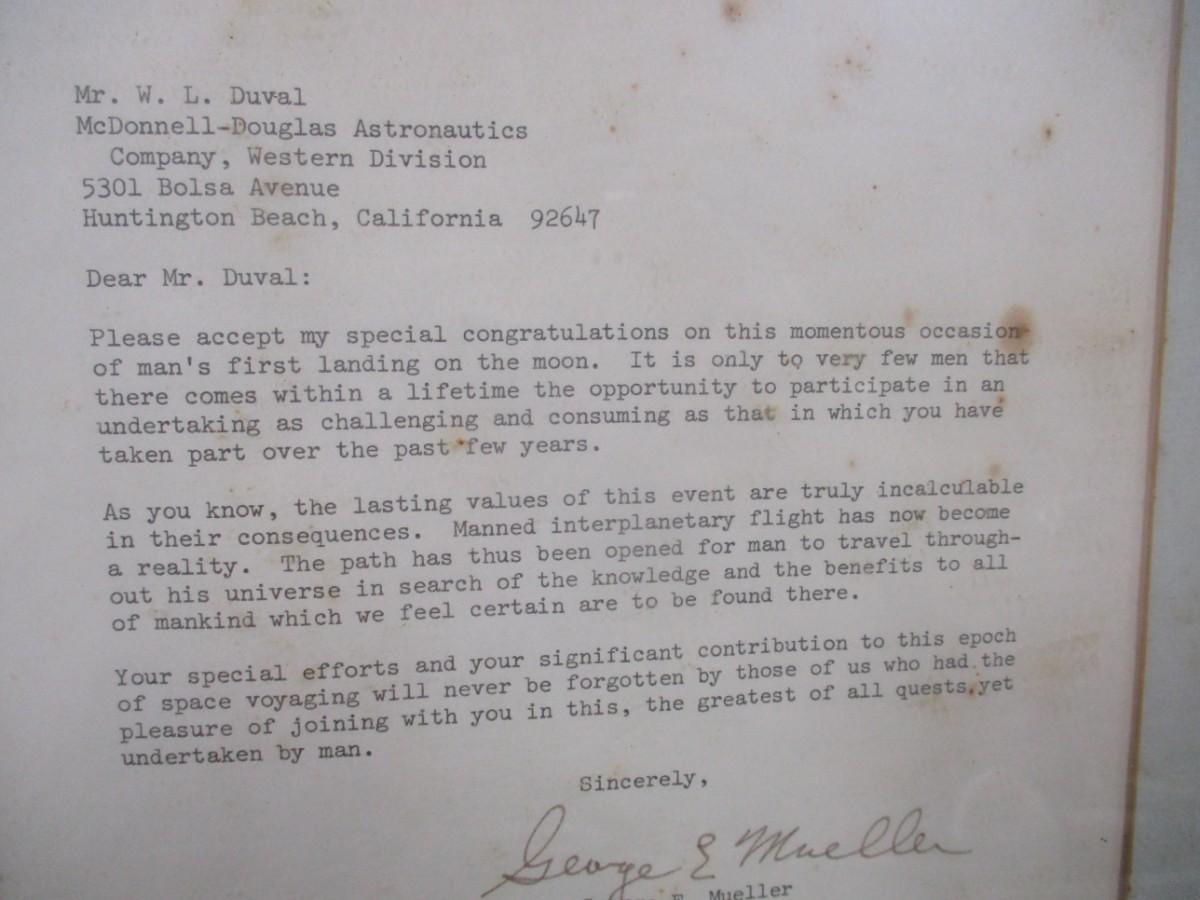 Mr. W. L. Duval
McDonnell-Douglas Astronautics
Company, Western Division
5301 Bolsa Avenue
Huntington Beach, California 92647
Dear Mr. Duval:
Please accept my special congratulations on this momentous occasion
of man's first landing on the moon. It is only to very few men that
there comes within a lifetime the opportunity to participate in an
undertaking as challenging and consuming as that in which you have
taken part over the past few years.
As you know, the lasting values of this event are truly incalculable
in their consequences. Manned interplanetary flight has now become
a reality. The path has thus been opened for man to travel through-
out his universe in search of the knowledge and the benefits to all
of mankind which we feel certain are to be found there.
Your special efforts and your significant contribution to this epoch
of space voyaging will never be forgotten by those of us who had the
pleasure of joining with you in this, the greatest of all quests yet
undertaken by man.
Sincerely,
George E Mueller
E. Mueller